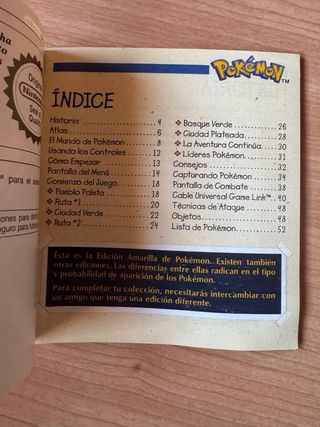 Pokémon™
ÍNDICE
Historia 4
Atlas 6
El Mundo de Pokémon 8
Usando los Controles 12
Cómo Empezar 13
Pantalla del Menú 14
Comienzo del Juego 18
❖ Pueblo Paleta 18
❖ Ruta *1 20
❖ Ciudad Verde 22
❖ Ruta *2 24
❖ Bosque Verde 26
❖ Ciudad Plateada 28
❖ La Aventura Continúa 30
❖ Líderes Pokémon 31
Consejos 32
Capturando Pokémon 34
Pantalla de Combate 38
Cable Universal Game Link™ 40
Técnicas de Ataque 48
Objetos 48
Lista de Pokémon 52
Esta es la Edición Amarilla de Pokémon. Existen también
otras ediciones. Las diferencias entre ellas radican en el tipo
y probabilidad de aparición de los Pokémon.
Para completar tu colección, necesitarás intercambiar con
un amigo que tenga una edición diferente.